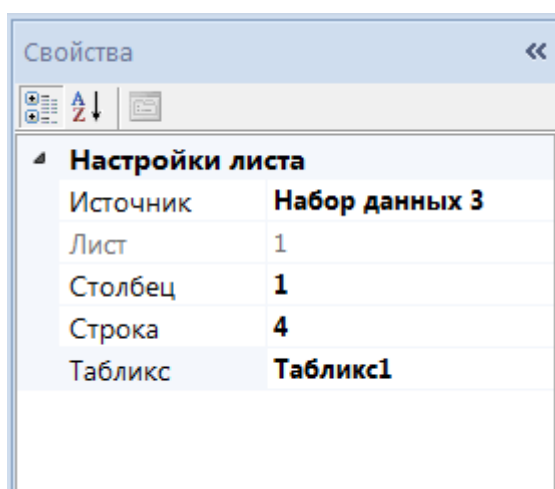 Свойства
Настройки листа
Источник Набор данных 3
Лист 1
Столбец 1
Строка 4
Табликс Табликс1